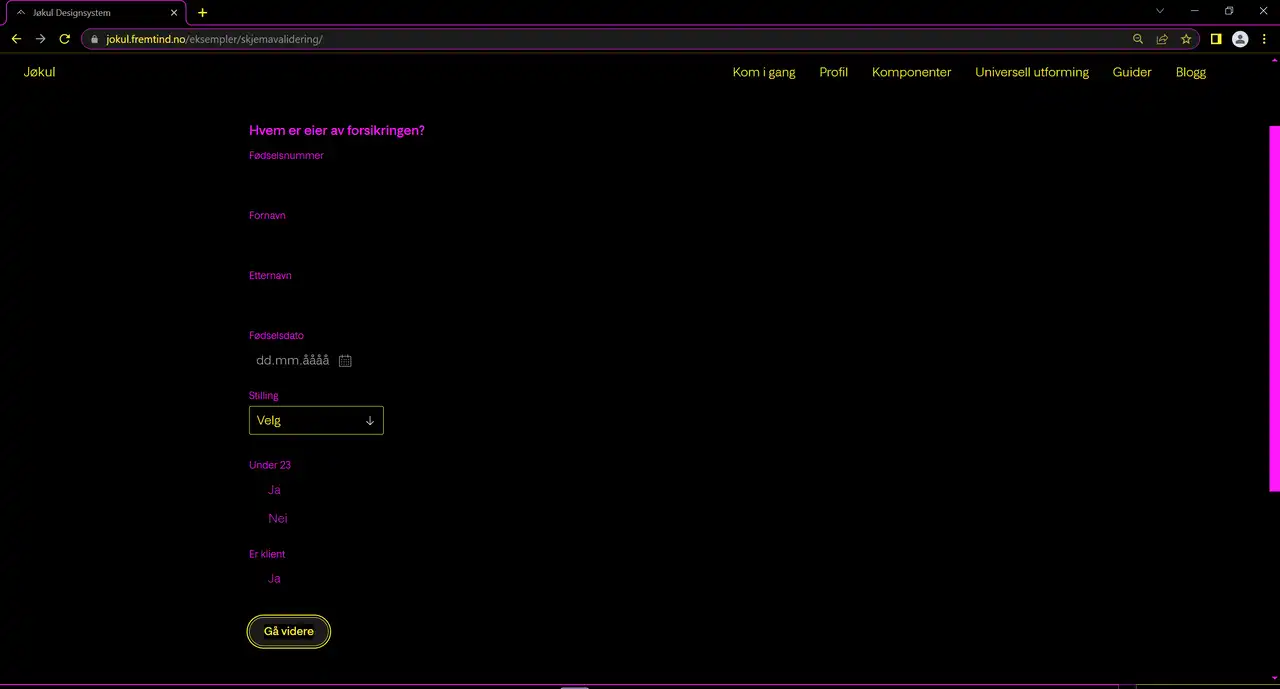 Jøkul Designsystem
jokul.fremtind.no/eksempler/skjemavalidering/
Jøkul
Kom i gang
Profil
Komponenter
Universell utforming
Guider
Blogg
Hvem er eier av forsikringen?
Fødselsnummer
Fornavn
Etternavn
Fødselsdato
dd.mm.åååå
Stilling
Velg
Under 23
Ja
Nei
Er klient
Ja
Gå videre